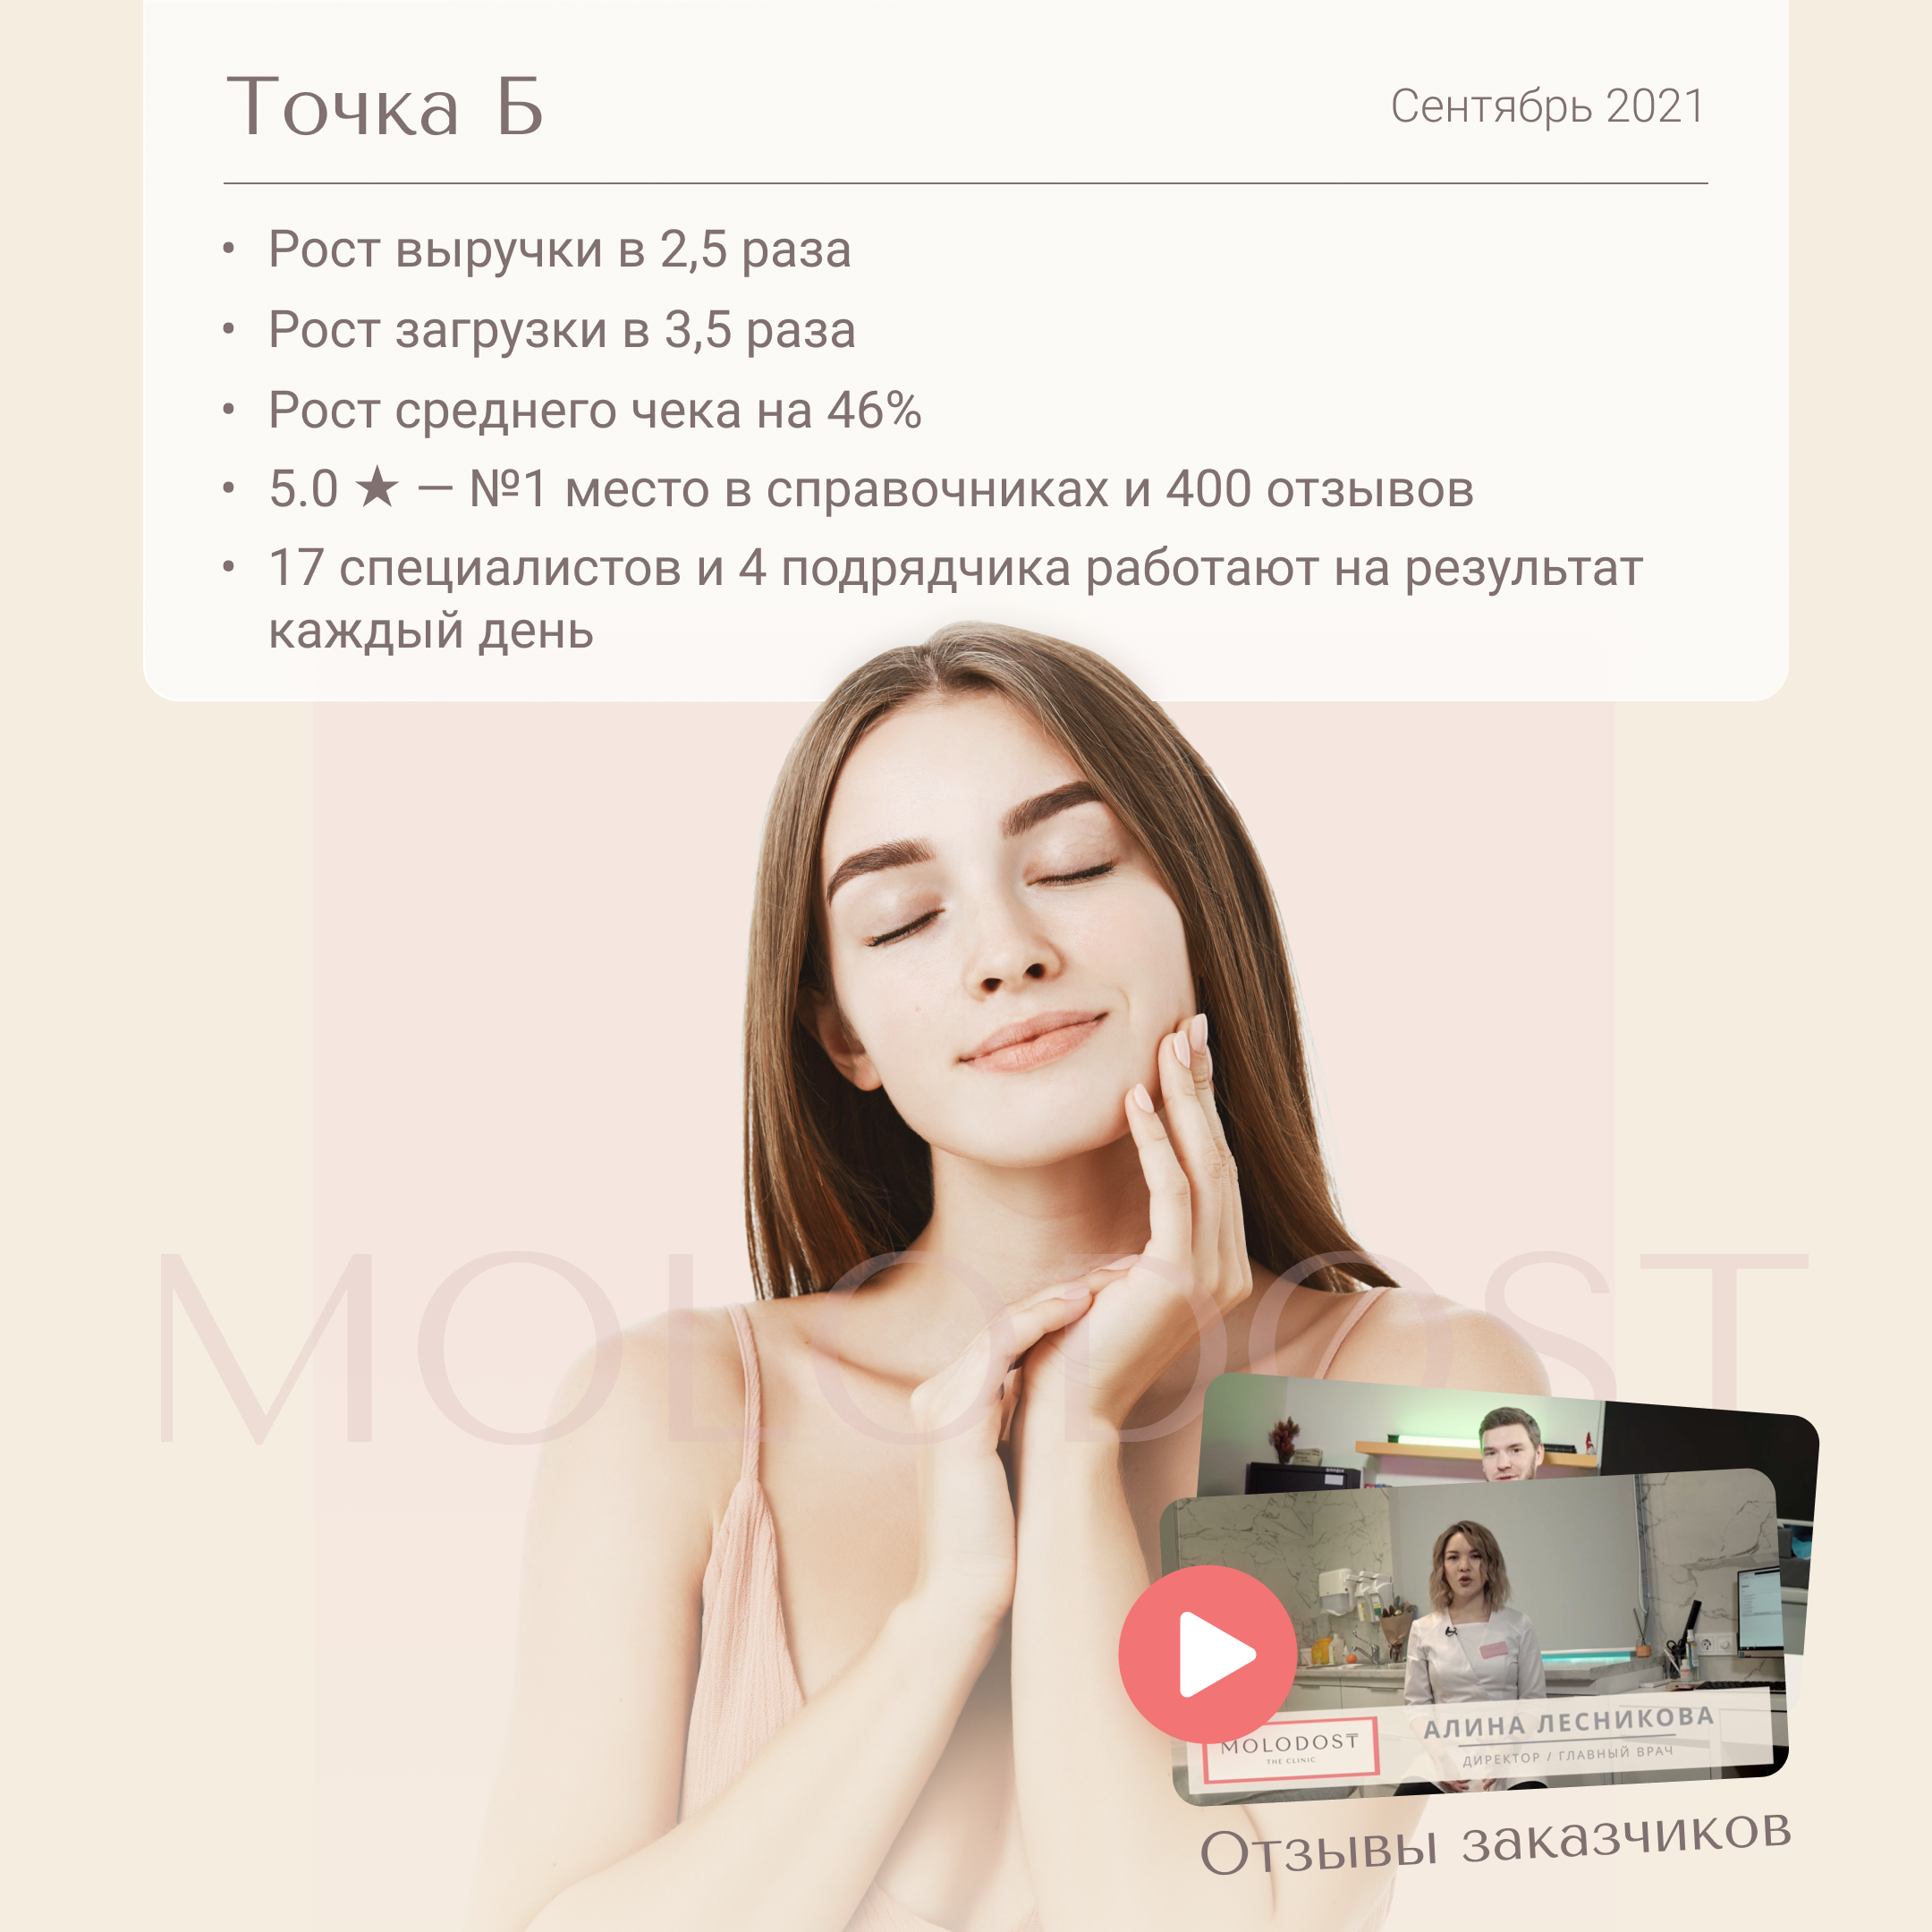 Точка Б
Сентябрь 2021
• Рост выручки в 2,5 раза
• Рост загрузки в 3,5 раза
• Рост среднего чека на 46%
• 5.0 ★ — №1 место в справочниках и 400 отзывов
• 17 специалистов и 4 подрядчика работают на результат
каждый день
MOLODOST
MOLODOST
THE CLINIC
АЛИНА ЛЕСНИКОВА
ДИРЕКТОР / ГЛАВНЫЙ ВРАЧ
Отзывы заказчиков